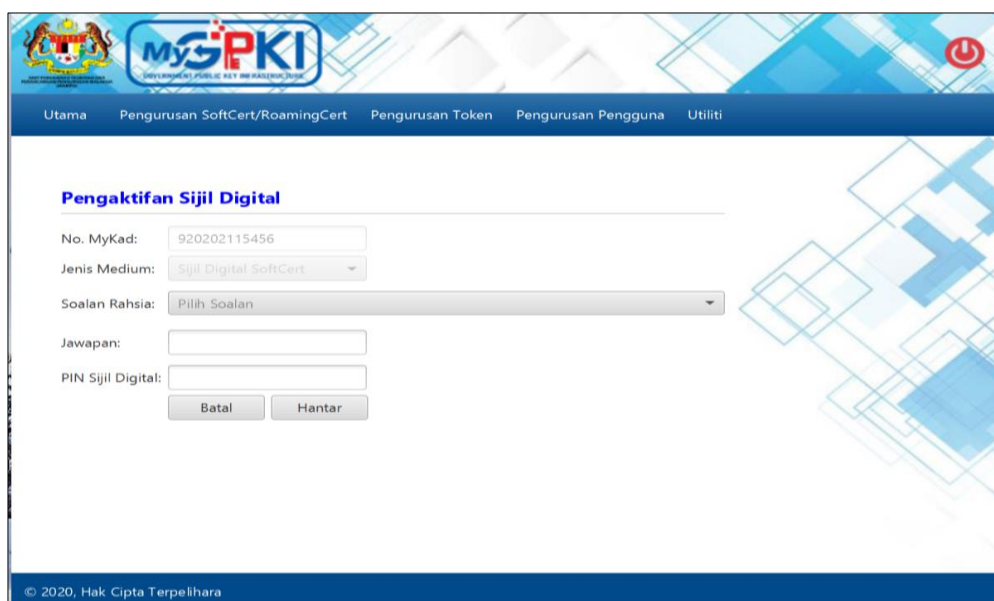 MyGPKI
GOVERNMENT PUBLIC KEY INFRASTRUCTURE
Utama Pengurusan SoftCert/RoamingCert Pengurusan Token Pengurusan Pengguna Utiliti
Pengaktifan Sijil Digital
No. MyKad: 920202115456
Jenis Medium: Sijil Digital SoftCert
Soalan Rahsia: Pilih Soalan
Jawapan:
PIN Sijil Digital:
Batal Hantar
© 2020, Hak Cipta Terpelihara